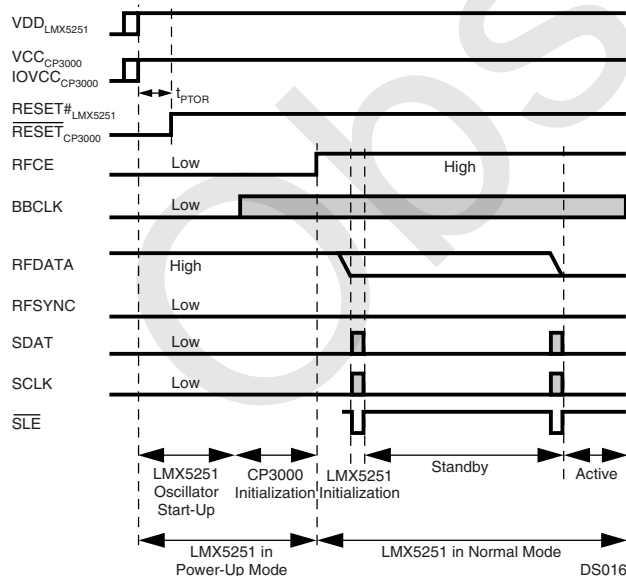 VDD LMX5251
VCC CP3000
IOVCC CP3000
tPTOR
RESET# LMX5251
RESET CP3000
RFCE Low High
BBCLK Low
RFDATA High
RFSYNC Low
SDAT Low
SCLK Low
SLE
LMX5251 Oscillator Start-Up
CP3000 Initialization
LMX5251 Initialization
Standby
Active
LMX5251 in Power-Up Mode
LMX5251 in Normal Mode
DS016
Obs